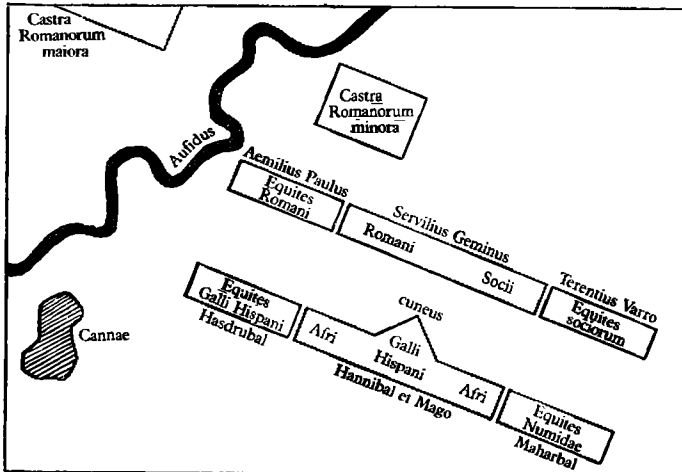 Castra
Romanorum
maiora
Castra
Romanorum
minora
Aufidus
Aemilius Paulus
Equites
Romani
Servilius Geminus
Romani
Socii
Terentius Varro
Equites
sociorum
Equites
Galli Hispani
Hasdrubal
cuneus
Afri
Galli
Hispani
Afri
Hannibal et Mago
Equites
Numidae
Maharbal
Cannae